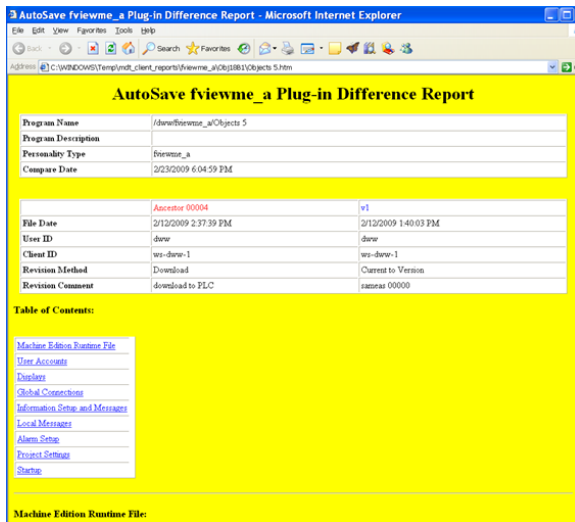 AutoSave fviewme_a Plug-in Difference Report - Microsoft Internet Explorer
File Edit View Favorites Tools Help
Back Search Favorites
Address C:\WINDOWS\Temp\mdt_client_reports\fviewme_a\Obj1881\Objects 5.htm
AutoSave fviewme_a Plug-in Difference Report
Program Name /dww/fviewme_a/Objects 5
Program Description
Personality Type fviewme_a
Compare Date 2/23/2009 6:04:59 PM
Ancestor 00004 v1
File Date 2/12/2009 2:37:39 PM 2/12/2009 1:40:03 PM
User ID dww dww
Client ID ws-dww-1 ws-dww-1
Revision Method Download Current to Version
Revision Comment download to PLC sameas 00000
Table of Contents:
Machine Edition Runtime File
User Accounts
Displays
Global Connections
Information Setup and Messages
Local Messages
Alarm Setup
Project Settings
Startup
Machine Edition Runtime File: